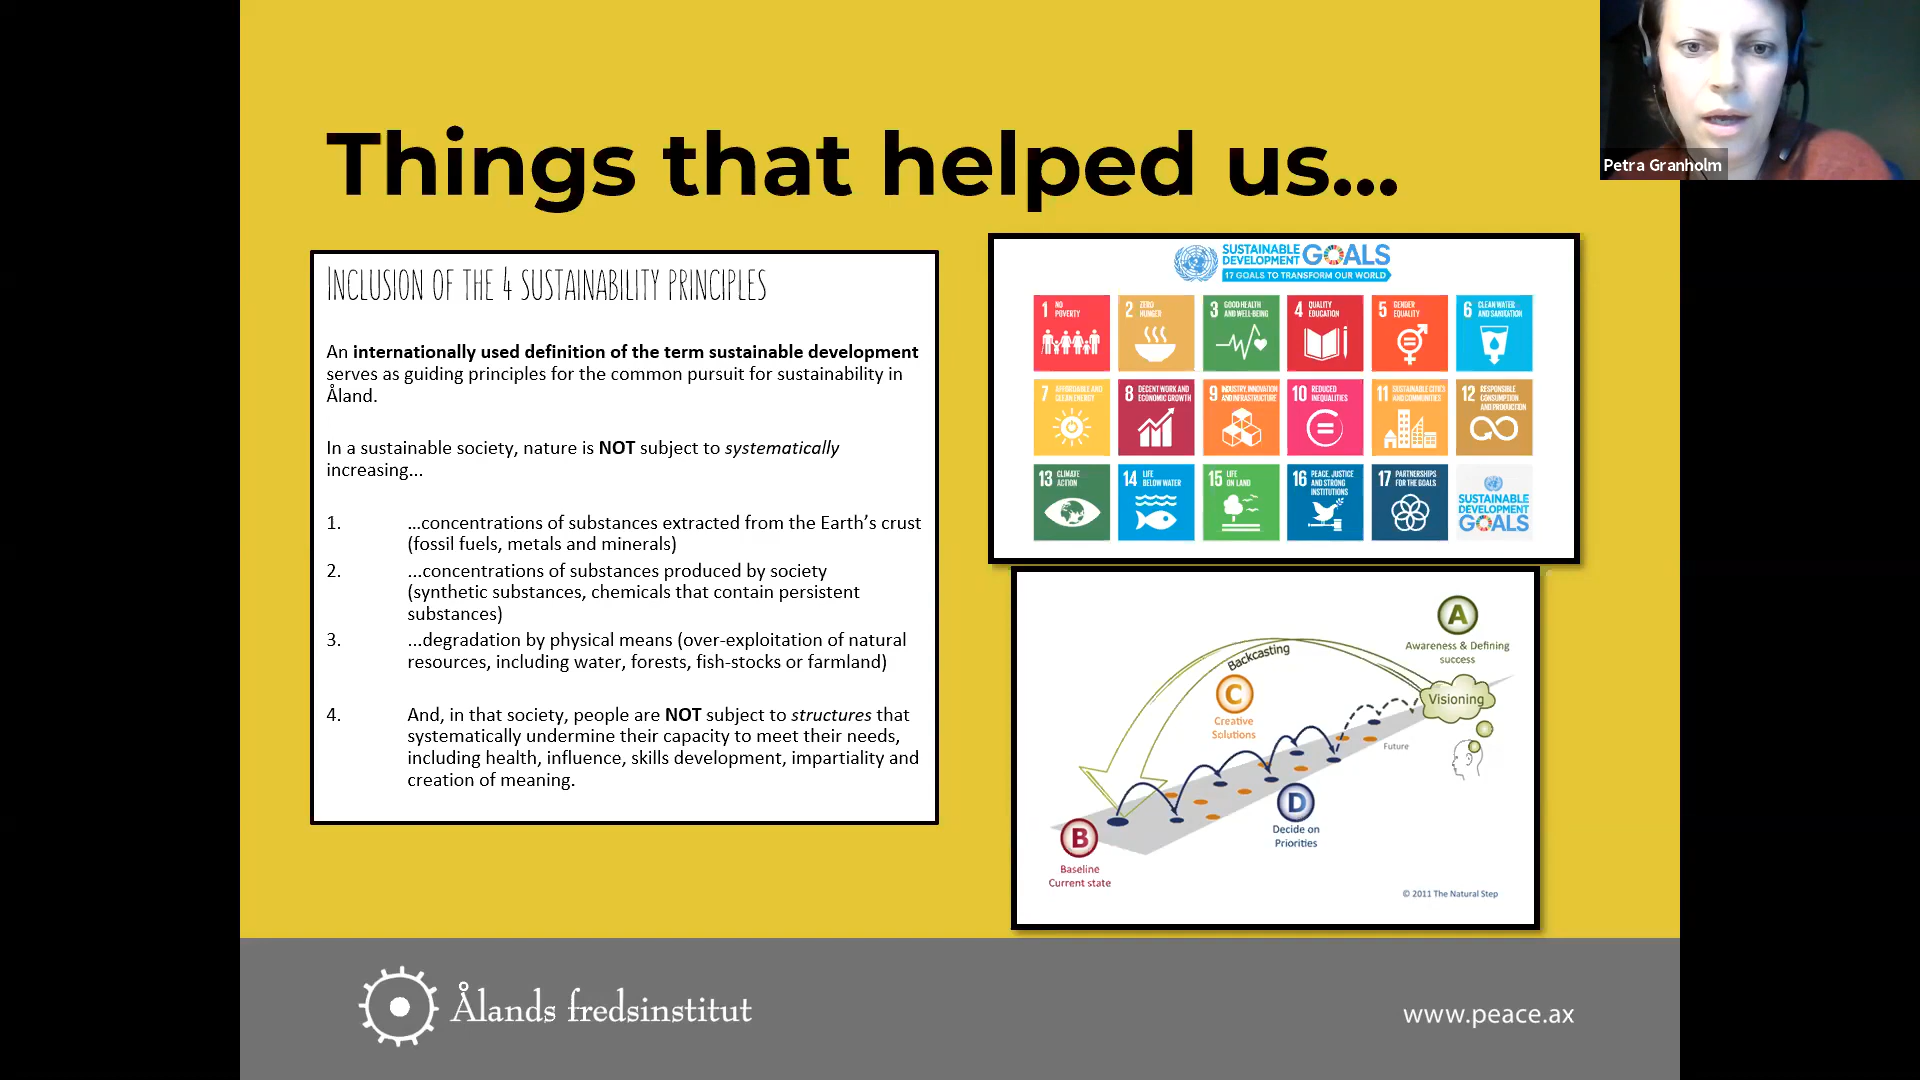 Things that helped us...
Petra Granholm
INCLUSION OF THE 4 SUSTAINABILITY PRINCIPLES
An internationally used definition of the term sustainable development
serves as guiding principles for the common pursuit for sustainability in
Åland.
In a sustainable society, nature is NOT subject to systematically
increasing...
1. ...concentrations of substances extracted from the Earth's crust
(fossil fuels, metals and minerals)
2. ...concentrations of substances produced by society
(synthetic substances, chemicals that contain persistent
substances)
3. ...degradation by physical means (over-exploitation of natural
resources, including water, forests, fish-stocks or farmland)
4. And, in that society, people are NOT subject to structures that
systematically undermine their capacity to meet their needs,
including health, influence, skills development, impartiality and
creation of meaning.
SUSTAINABLE
DEVELOPMENT GOALS
17 GOALS TO TRANSFORM OUR WORLD
1 NO
POVERTY
2 ZERO
HUNGER
3 GOOD HEALTH
AND WELL-BEING
4 QUALITY
EDUCATION
5 GENDER
EQUALITY
6 CLEAN WATER
AND SANITATION
7 AFFORDABLE AND
CLEAN ENERGY
8 DECENT WORK AND
ECONOMIC GROWTH
9 INDUSTRY, INNOVATION
AND INFRASTRUCTURE
10 REDUCED
INEQUALITIES
11 SUSTAINABLE CITIES
AND COMMUNITIES
12 RESPONSIBLE
CONSUMPTION
AND PRODUCTION
13 CLIMATE
ACTION
14 LIFE
BELOW WATER
15 LIFE
ON LAND
16 PEACE, JUSTICE
AND STRONG
INSTITUTIONS
17 PARTNERSHIPS
FOR THE GOALS
SUSTAINABLE
DEVELOPMENT
GOALS
A
Awareness & Defining
success
Backcasting
C
Creative
Solutions
Visioning
Future
D
Decide on
Priorities
B
Baseline
Current state
© 2011 The Natural Step
Ålands fredsinstitut
www.peace.ax